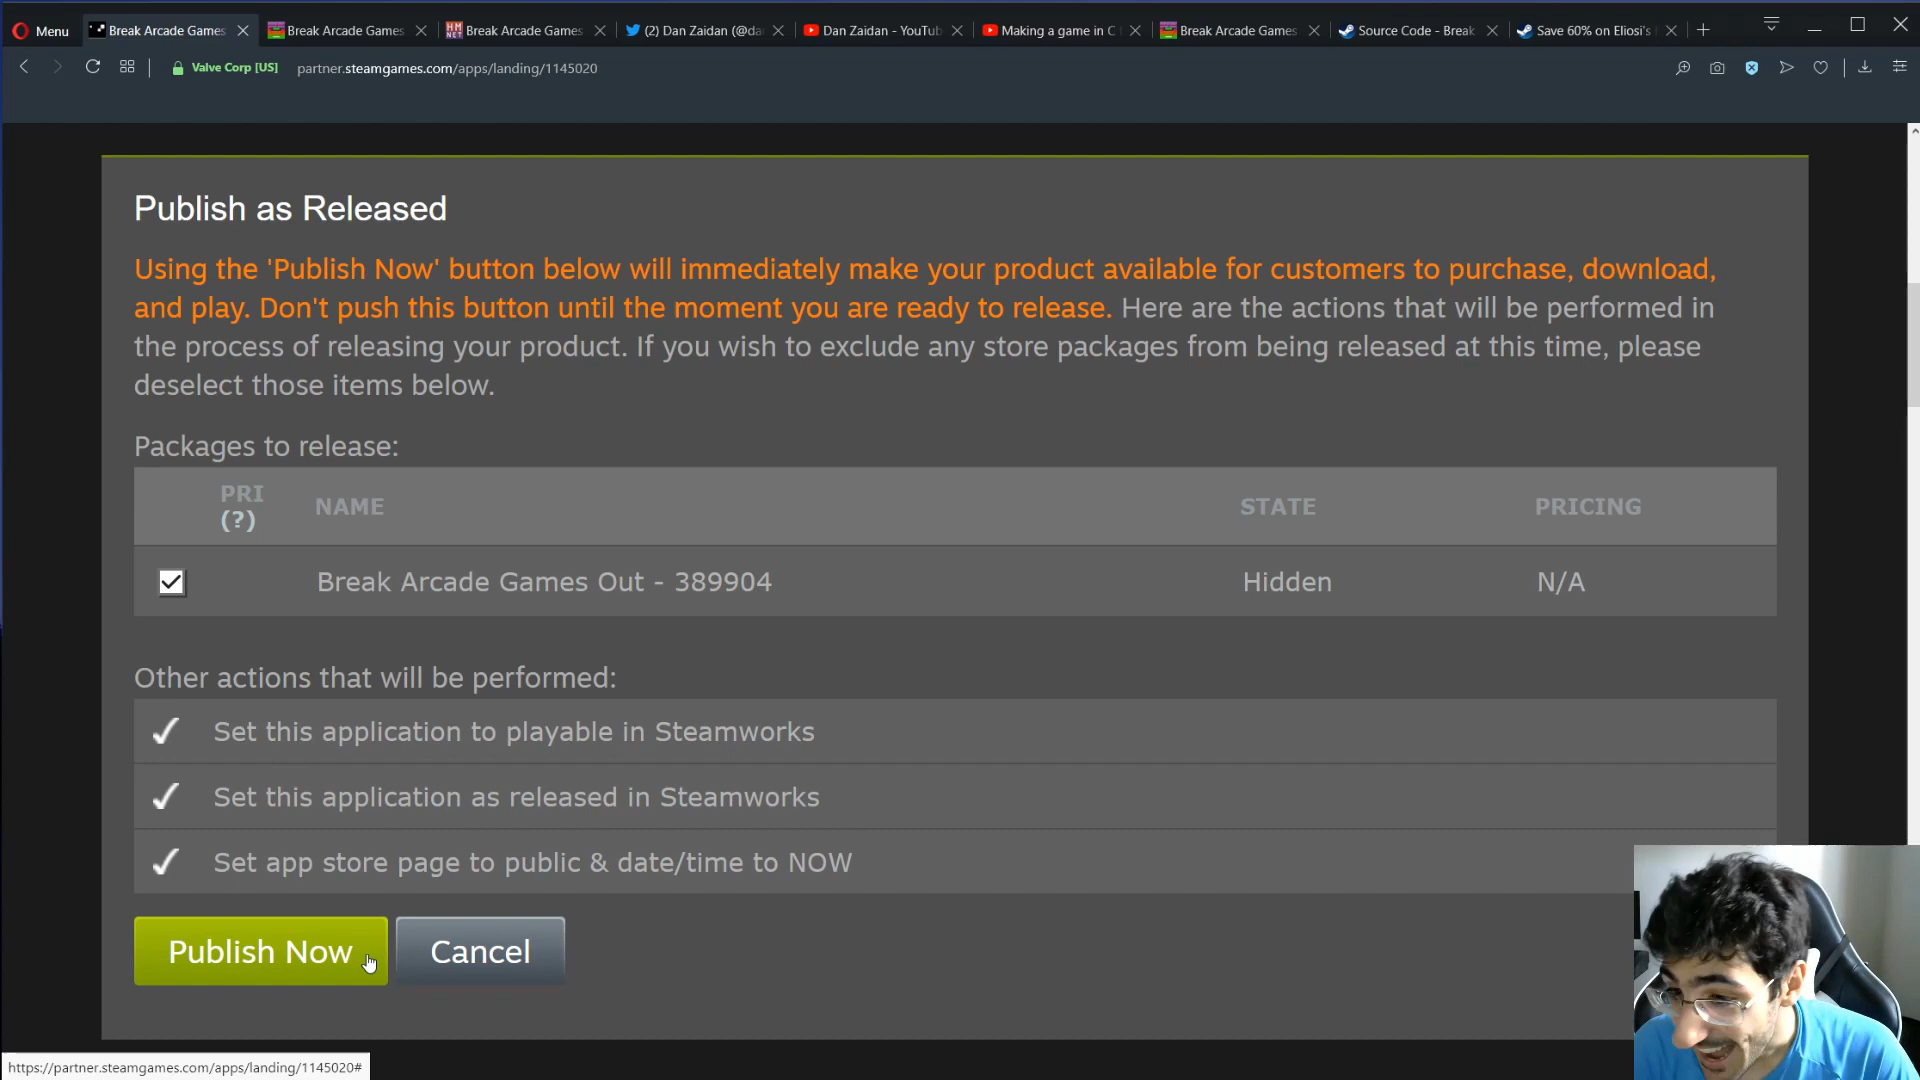 Menu
Break Arcade Games
Break Arcade Games
HM
NET
Break Arcade Games
(2) Dan Zaidan (@da
Dan Zaidan - YouTub
Making a game in C
Break Arcade Games
Source Code - Break
Save 60% on Eliosi's
Valve Corp [US]
partner.steamgames.com/apps/landing/1145020
Publish as Released
Using the 'Publish Now' button below will immediately make your product available for customers to purchase, download,
and play. Don't push this button until the moment you are ready to release. Here are the actions that will be performed in
the process of releasing your product. If you wish to exclude any store packages from being released at this time, please
deselect those items below.
Packages to release:
PRI
(?)
NAME
STATE
PRICING
Break Arcade Games Out - 389904
Hidden
N/A
Other actions that will be performed:
Set this application to playable in Steamworks
Set this application as released in Steamworks
Set app store page to public & date/time to NOW
Publish Now
Cancel
https://partner.steamgames.com/apps/landing/1145020#